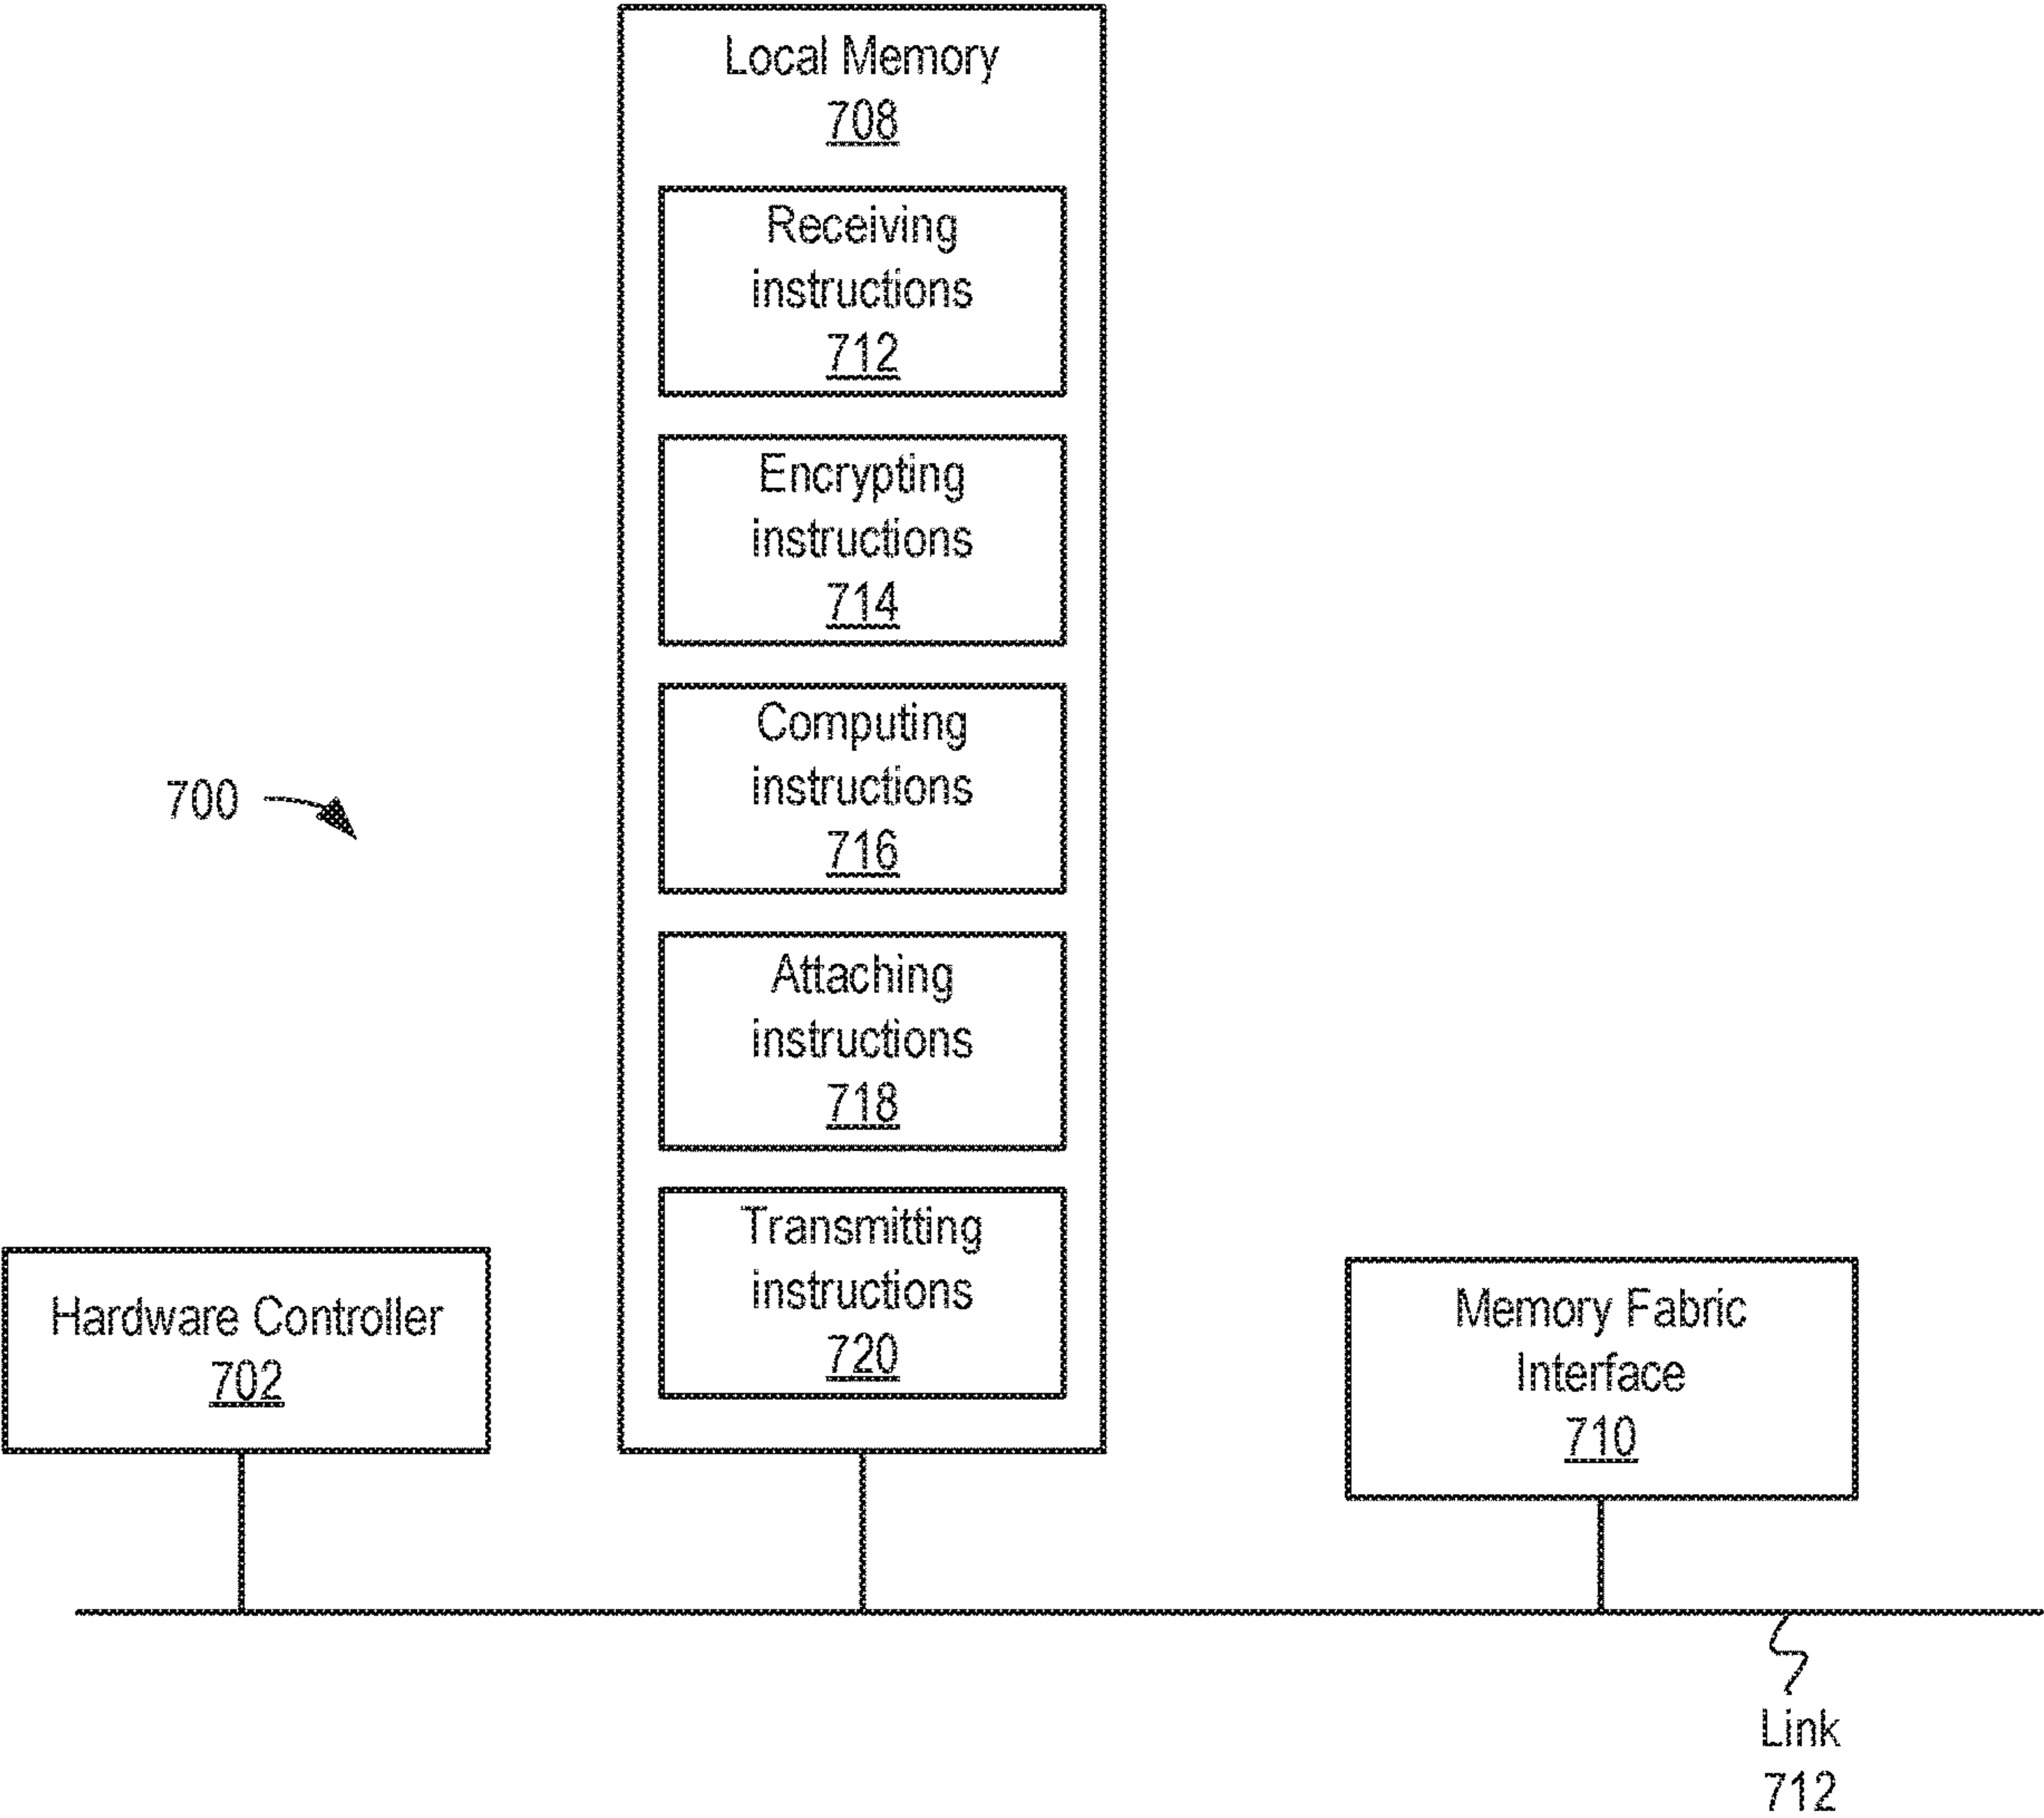 Local Memory
708
Receiving
instructions
712
Encrypting
instructions
714
Computing
instructions
716
700
Attaching
instructions
718
Transmitting
instructions
720
Hardware Controller
702
Memory Fabric
Interface
710
Link
712